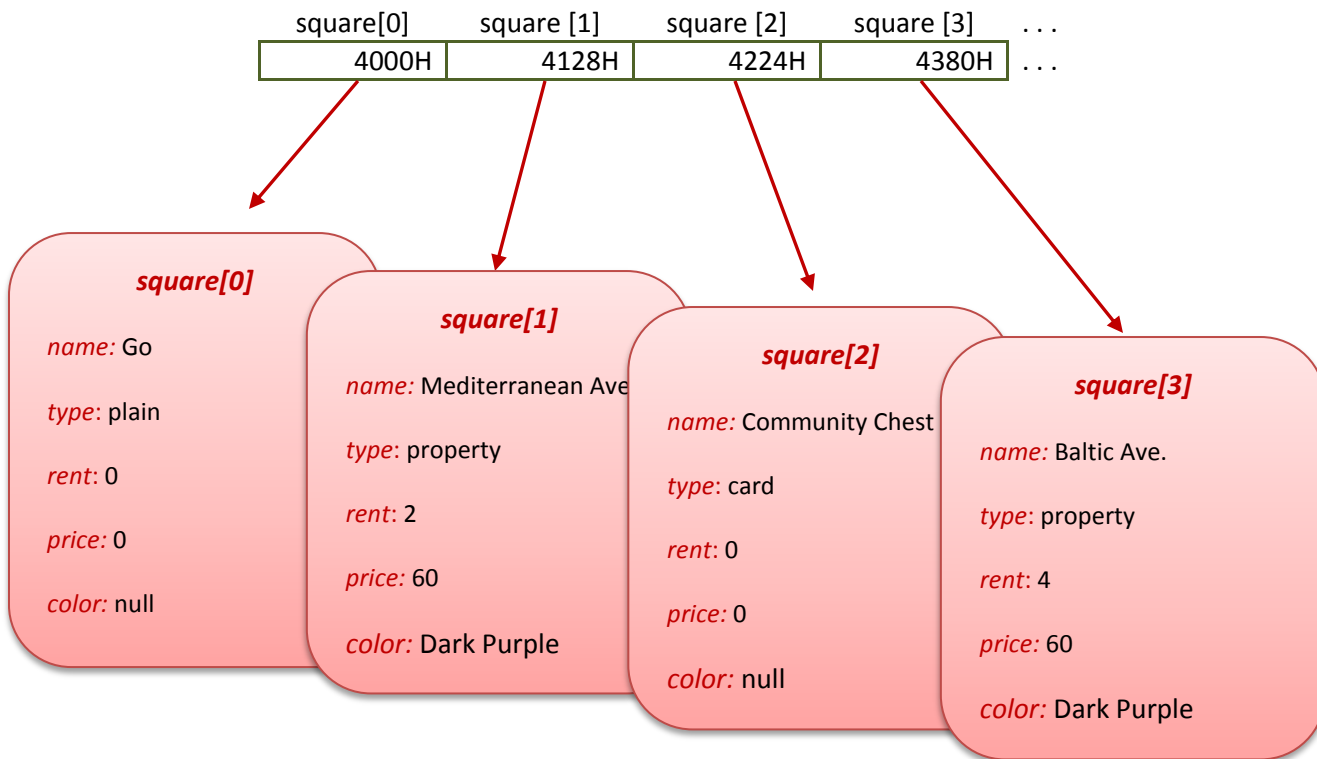 square[0] square [1] square [2] square [3] . . .
4000H 4128H 4224H 4380H . . .
square[0]
name: Go
type: plain
rent: 0
price: 0
color: null
square[1]
name: Mediterranean Ave
type: property
rent: 2
price: 60
color: Dark Purple
square[2]
name: Community Chest
type: card
rent: 0
price: 0
color: null
square[3]
name: Baltic Ave.
type: property
rent: 4
price: 60
color: Dark Purple